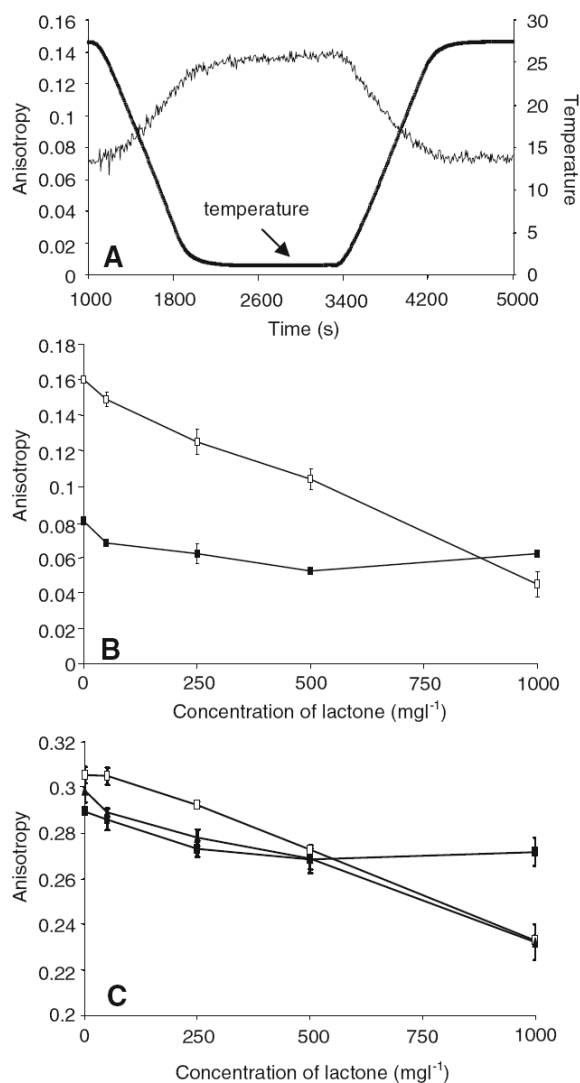 0.16
0.14
0.12
0.1
0.08
0.06
0.04
0.02
0
Anisotropy
30
25
20
15
10
5
0
Temperature
temperature
A
1000 1800 2600 3400 4200 5000
Time (s)
0.18
0.16
0.14
0.12
0.1
0.08
0.06
0.04
0.02
0
Anisotropy
B
0 250 500 750 1000
Concentration of lactone (mgl-1)
0.32
0.3
0.28
0.26
0.24
0.22
0.2
Anisotropy
C
0 250 500 750 1000
Concentration of lactone (mgl-1)